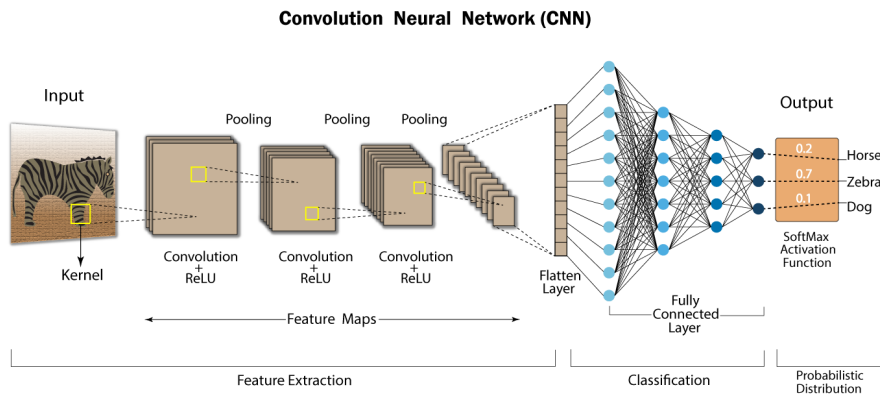 Convolution Neural Network (CNN)
Input
Output
Pooling
Pooling
Pooling
0.2
0.7
0.1
Horse
Zebra
Dog
Kernel
Convolution
+
ReLU
Convolution
+
ReLU
Convolution
+
ReLU
Flatten
Layer
SoftMax
Activation
Function
Feature Maps
Fully
Connected
Layer
Feature Extraction
Classification
Probabilistic
Distribution